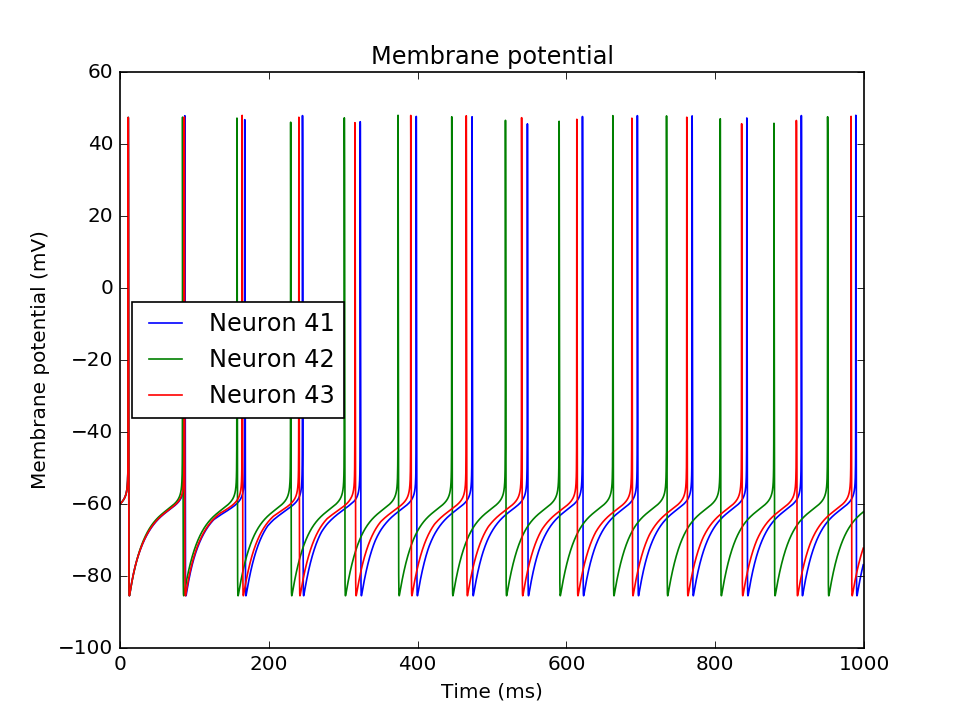 Membrane potential
Membrane potential (mV)
60
40
20
0
−20
−40
−60
−80
−100
Neuron 41
Neuron 42
Neuron 43
0 200 400 600 800 1000
Time (ms)